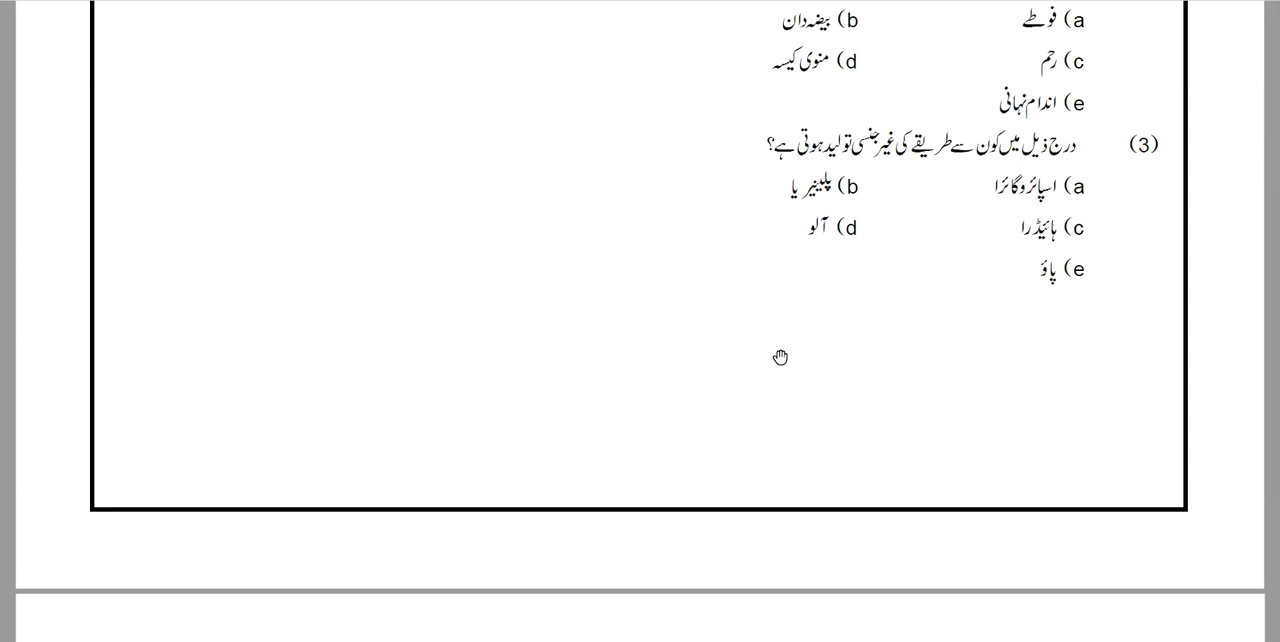 a) فوطے b) بیضہ دان
c) رحم d) منوی کیسہ
e) اندام نہانی
(3) درج ذیل میں کون سے طریقے کی غیر جنسی تولید ہوتی ہے؟
a) اسپائروگائرا b) پلینیریا
c) ہائیڈرا d) آلو
e) پاؤ